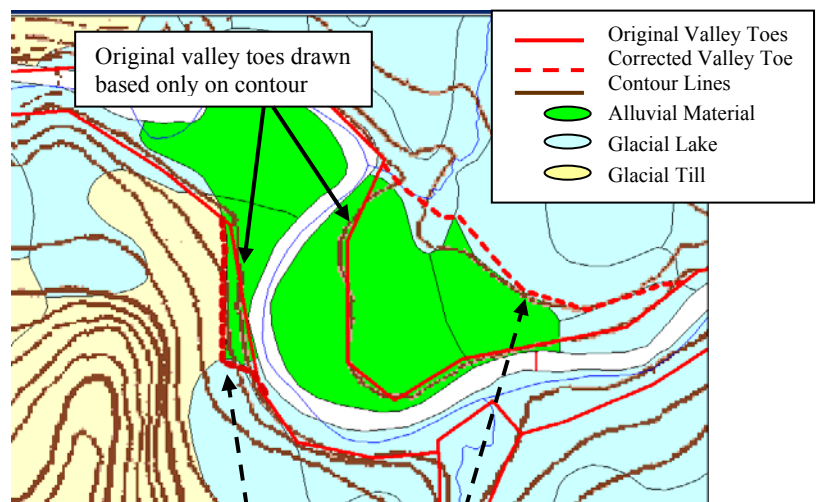 Original valley toes drawn
based only on contour
Original Valley Toes
Corrected Valley Toe
Contour Lines
Alluvial Material
Glacial Lake
Glacial Till